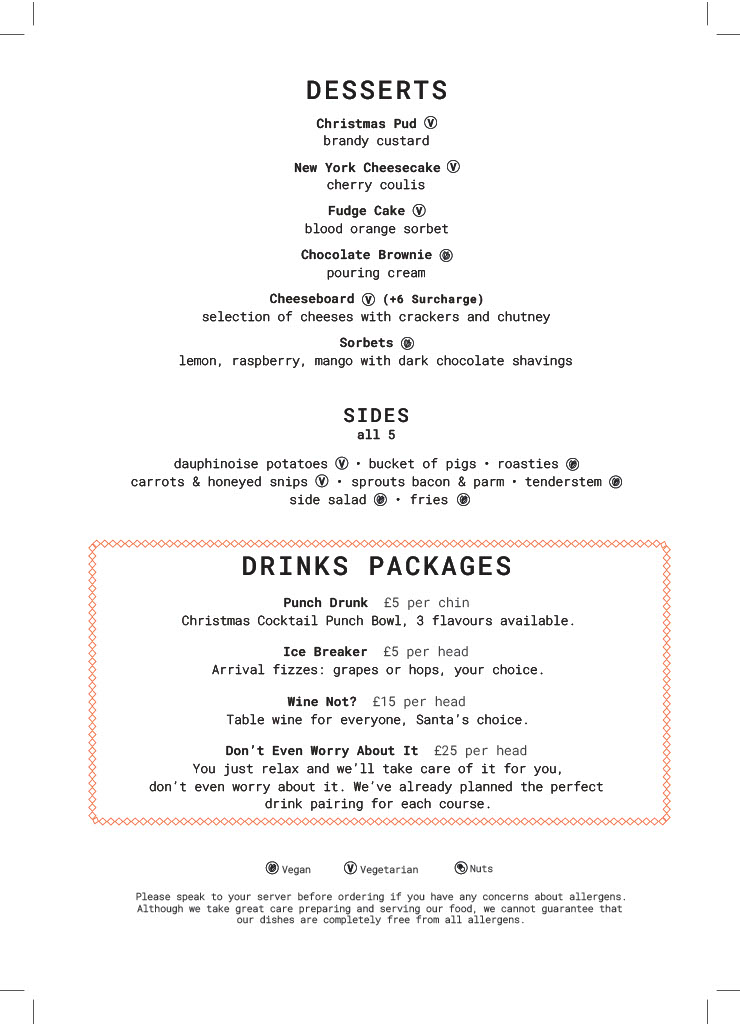 DESSERTS
Christmas Pud Ⓥ
brandy custard
New York Cheesecake Ⓥ
cherry coulis
Fudge Cake Ⓥ
blood orange sorbet
Chocolate Brownie
pouring cream
Cheeseboard Ⓥ (+6 Surcharge)
selection of cheeses with crackers and chutney
Sorbets
lemon, raspberry, mango with dark chocolate shavings
SIDES
all 5
dauphinoise potatoes Ⓥ • bucket of pigs • roasties
carrots & honeyed snips Ⓥ • sprouts bacon & parm • tenderstem
side salad • fries
DRINKS PACKAGES
Punch Drunk £5 per chin
Christmas Cocktail Punch Bowl, 3 flavours available.
Ice Breaker £5 per head
Arrival fizzes: grapes or hops, your choice.
Wine Not? £15 per head
Table wine for everyone, Santa's choice.
Don't Even Worry About It £25 per head
You just relax and we'll take care of it for you,
don't even worry about it. We've already planned the perfect
drink pairing for each course.
Vegan Ⓥ Vegetarian Nuts
Please speak to your server before ordering if you have any concerns about allergens.
Although we take great care preparing and serving our food, we cannot guarantee that
our dishes are completely free from all allergens.